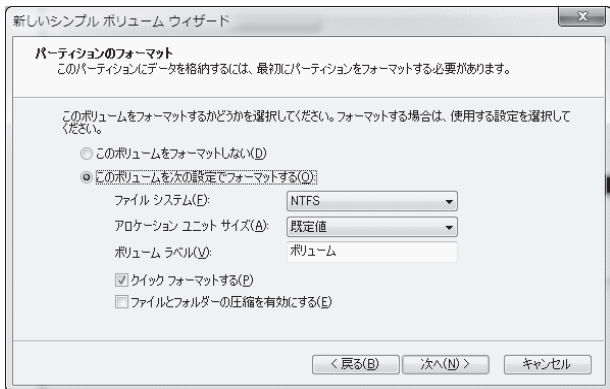 新しいシンプル ボリューム ウィザード
パーティションのフォーマット
このパーティションにデータを格納するには、最初にパーティションをフォーマットする必要があります。
このボリュームをフォーマットするかどうかを選択してください。フォーマットする場合は、使用する設定を選択して
ください。
このボリュームをフォーマットしない(D)
このボリュームを次の設定でフォーマットする(O):
ファイル システム(F): NTFS
アロケーション ユニット サイズ(A): 既定値
ボリューム ラベル(V): ボリューム
クイック フォーマットする(P)
ファイルとフォルダーの圧縮を有効にする(E)
< 戻る(B) 次へ(N) > キャンセル